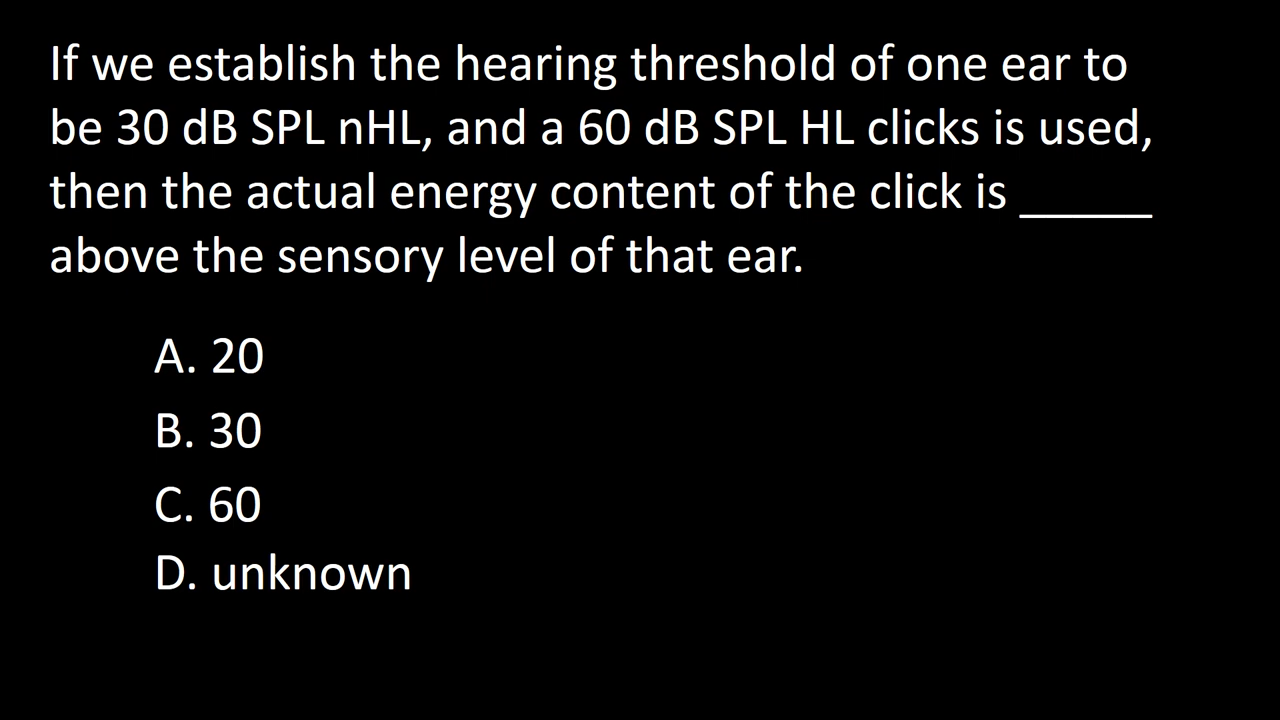 If we establish the hearing threshold of one ear to
be 30 dB SPL nHL, and a 60 dB SPL HL clicks is used,
then the actual energy content of the click is ______
above the sensory level of that ear.
A. 20
B. 30
C. 60
D. unknown